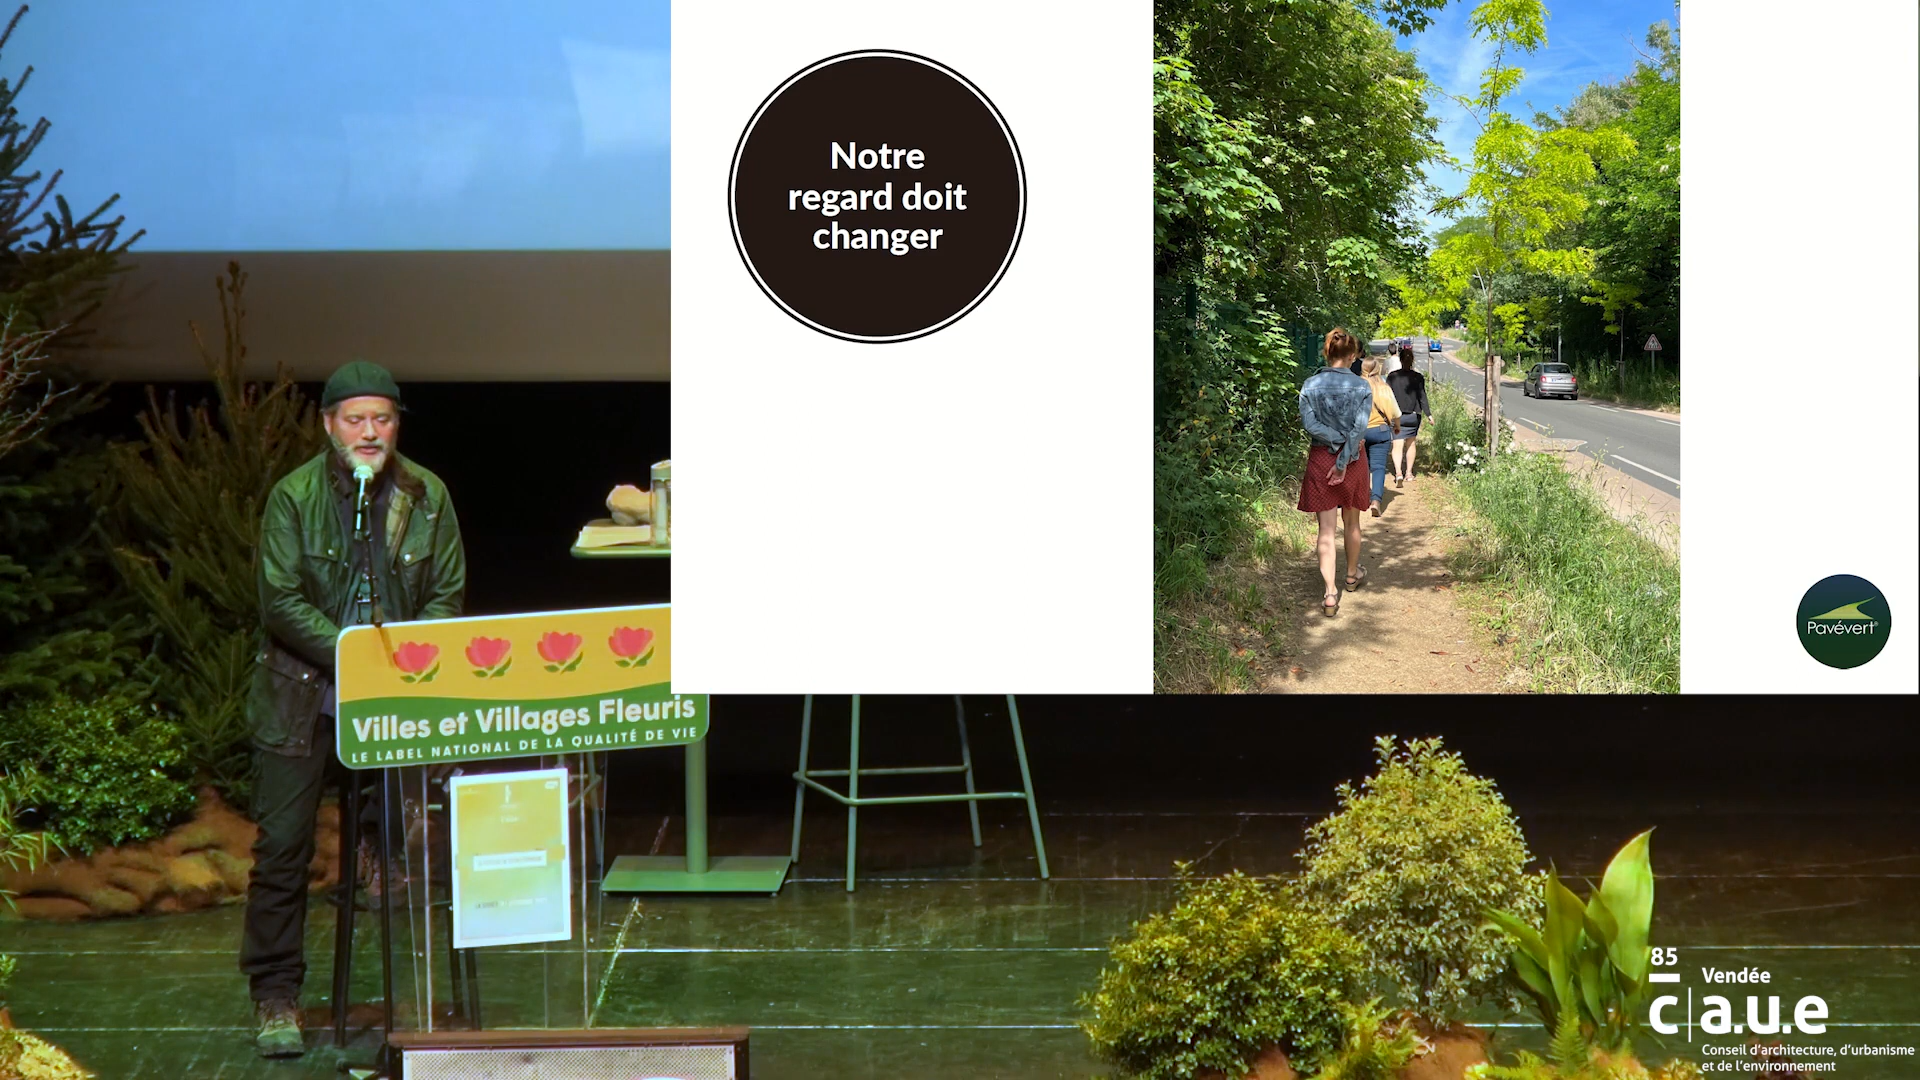 Notre
regard doit
changer
Pavévert®
Villes et Villages Fleuris
LE LABEL NATIONAL DE LA QUALITÉ DE VIE
85
Vendée
c|a.u.e
Conseil d'architecture, d'urbanisme
et de l'environnement